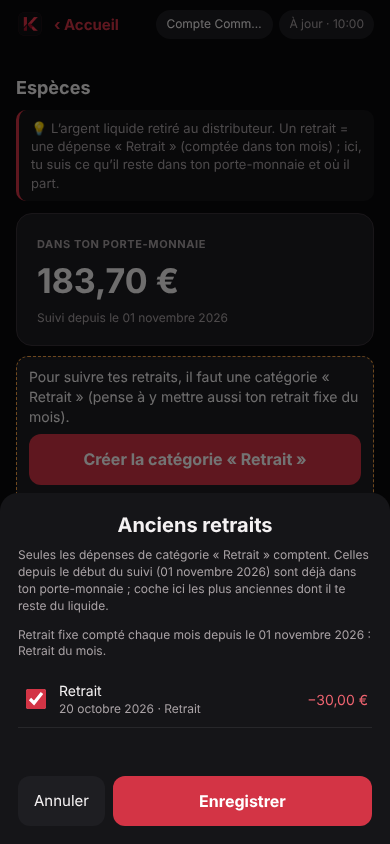 K
‹ Accueil
Compte Comm...
À jour · 10:00
Espèces
💡 L'argent liquide retiré au distributeur. Un retrait =
une dépense « Retrait » (comptée dans ton mois) ; ici,
tu suis ce qu'il reste dans ton porte-monnaie et où il
part.
DANS TON PORTE-MONNAIE
183,70 €
Suivi depuis le 01 novembre 2026
Pour suivre tes retraits, il faut une catégorie «
Retrait » (pense à y mettre aussi ton retrait fixe du
mois).
Créer la catégorie « Retrait »
Anciens retraits
Seules les dépenses de catégorie « Retrait » comptent. Celles
depuis le début du suivi (01 novembre 2026) sont déjà dans
ton porte-monnaie ; coche ici les plus anciennes dont il te
reste du liquide.
Retrait fixe compté chaque mois depuis le 01 novembre 2026 :
Retrait du mois.
Retrait
−30,00 €
20 octobre 2026 · Retrait
Annuler
Enregistrer